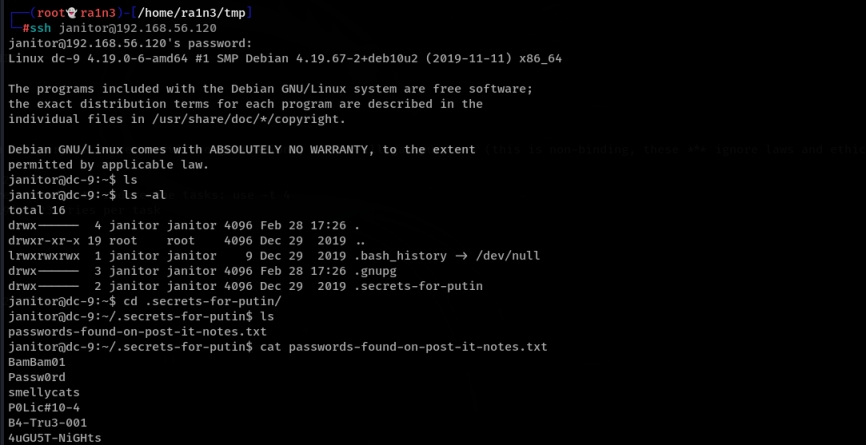 (root👻ra1n3)-[/home/ra1n3/tmp]
#ssh janitor@192.168.56.120
janitor@192.168.56.120's password:
Linux dc-9 4.19.0-6-amd64 #1 SMP Debian 4.19.67-2+deb10u2 (2019-11-11) x86_64
The programs included with the Debian GNU/Linux system are free software;
the exact distribution terms for each program are described in the
individual files in /usr/share/doc/*/copyright.
Debian GNU/Linux comes with ABSOLUTELY NO WARRANTY, to the extent
permitted by applicable law.
janitor@dc-9:~$ ls
janitor@dc-9:~$ ls -al
total 16
drwx------  4 janitor janitor 4096 Feb 28 17:26 .
drwxr-xr-x 19 root    root    4096 Dec 29  2019 ..
lrwxrwxrwx  1 janitor janitor    9 Dec 29  2019 .bash_history -> /dev/null
drwx------  3 janitor janitor 4096 Feb 28 17:26 .gnupg
drwx------  2 janitor janitor 4096 Dec 29  2019 .secrets-for-putin
janitor@dc-9:~$ cd .secrets-for-putin/
janitor@dc-9:~/.secrets-for-putin$ ls
passwords-found-on-post-it-notes.txt
janitor@dc-9:~/.secrets-for-putin$ cat passwords-found-on-post-it-notes.txt
BamBam01
Passw0rd
smellycats
P0Lic#10-4
B4-Tru3-001
4uGU5T-NiGHts